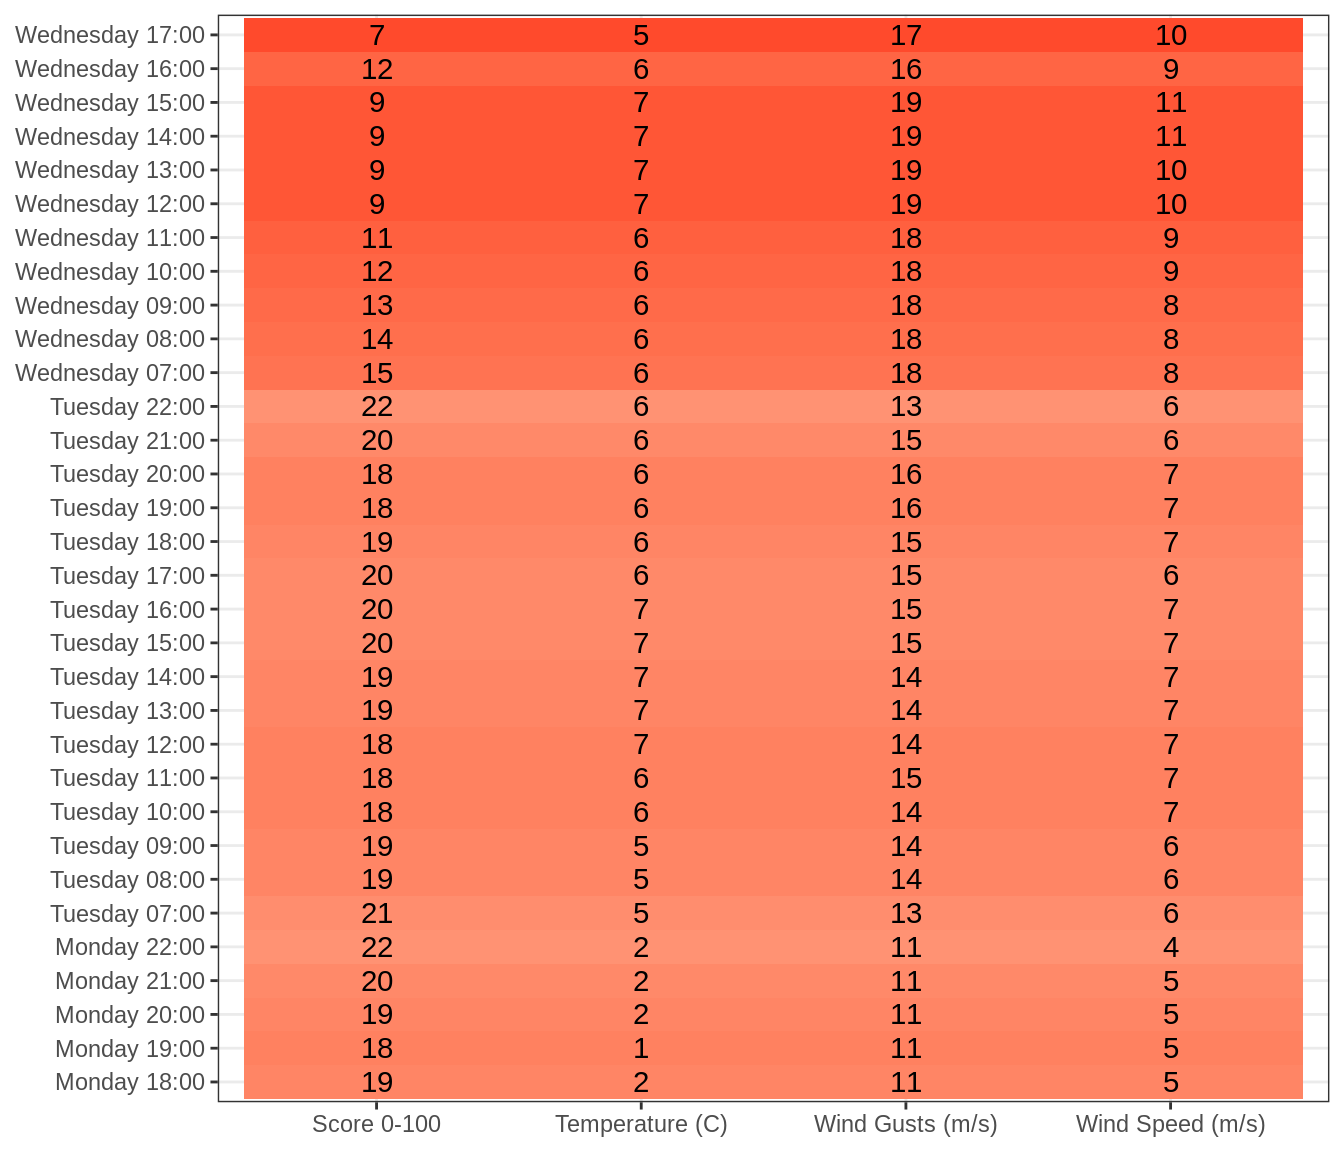 Wednesday 17:00 7 5 17 10
Wednesday 16:00 12 6 16 9
Wednesday 15:00 9 7 19 11
Wednesday 14:00 9 7 19 11
Wednesday 13:00 9 7 19 10
Wednesday 12:00 9 7 19 10
Wednesday 11:00 11 6 18 9
Wednesday 10:00 12 6 18 9
Wednesday 09:00 13 6 18 8
Wednesday 08:00 14 6 18 8
Wednesday 07:00 15 6 18 8
Tuesday 22:00 22 6 13 6
Tuesday 21:00 20 6 15 6
Tuesday 20:00 18 6 16 7
Tuesday 19:00 18 6 16 7
Tuesday 18:00 19 6 15 7
Tuesday 17:00 20 6 15 6
Tuesday 16:00 20 7 15 7
Tuesday 15:00 20 7 15 7
Tuesday 14:00 19 7 14 7
Tuesday 13:00 19 7 14 7
Tuesday 12:00 18 7 14 7
Tuesday 11:00 18 6 15 7
Tuesday 10:00 18 6 14 7
Tuesday 09:00 19 5 14 6
Tuesday 08:00 19 5 14 6
Tuesday 07:00 21 5 13 6
Monday 22:00 22 2 11 4
Monday 21:00 20 2 11 5
Monday 20:00 19 2 11 5
Monday 19:00 18 1 11 5
Monday 18:00 19 2 11 5
Score 0-100 Temperature (C) Wind Gusts (m/s) Wind Speed (m/s)